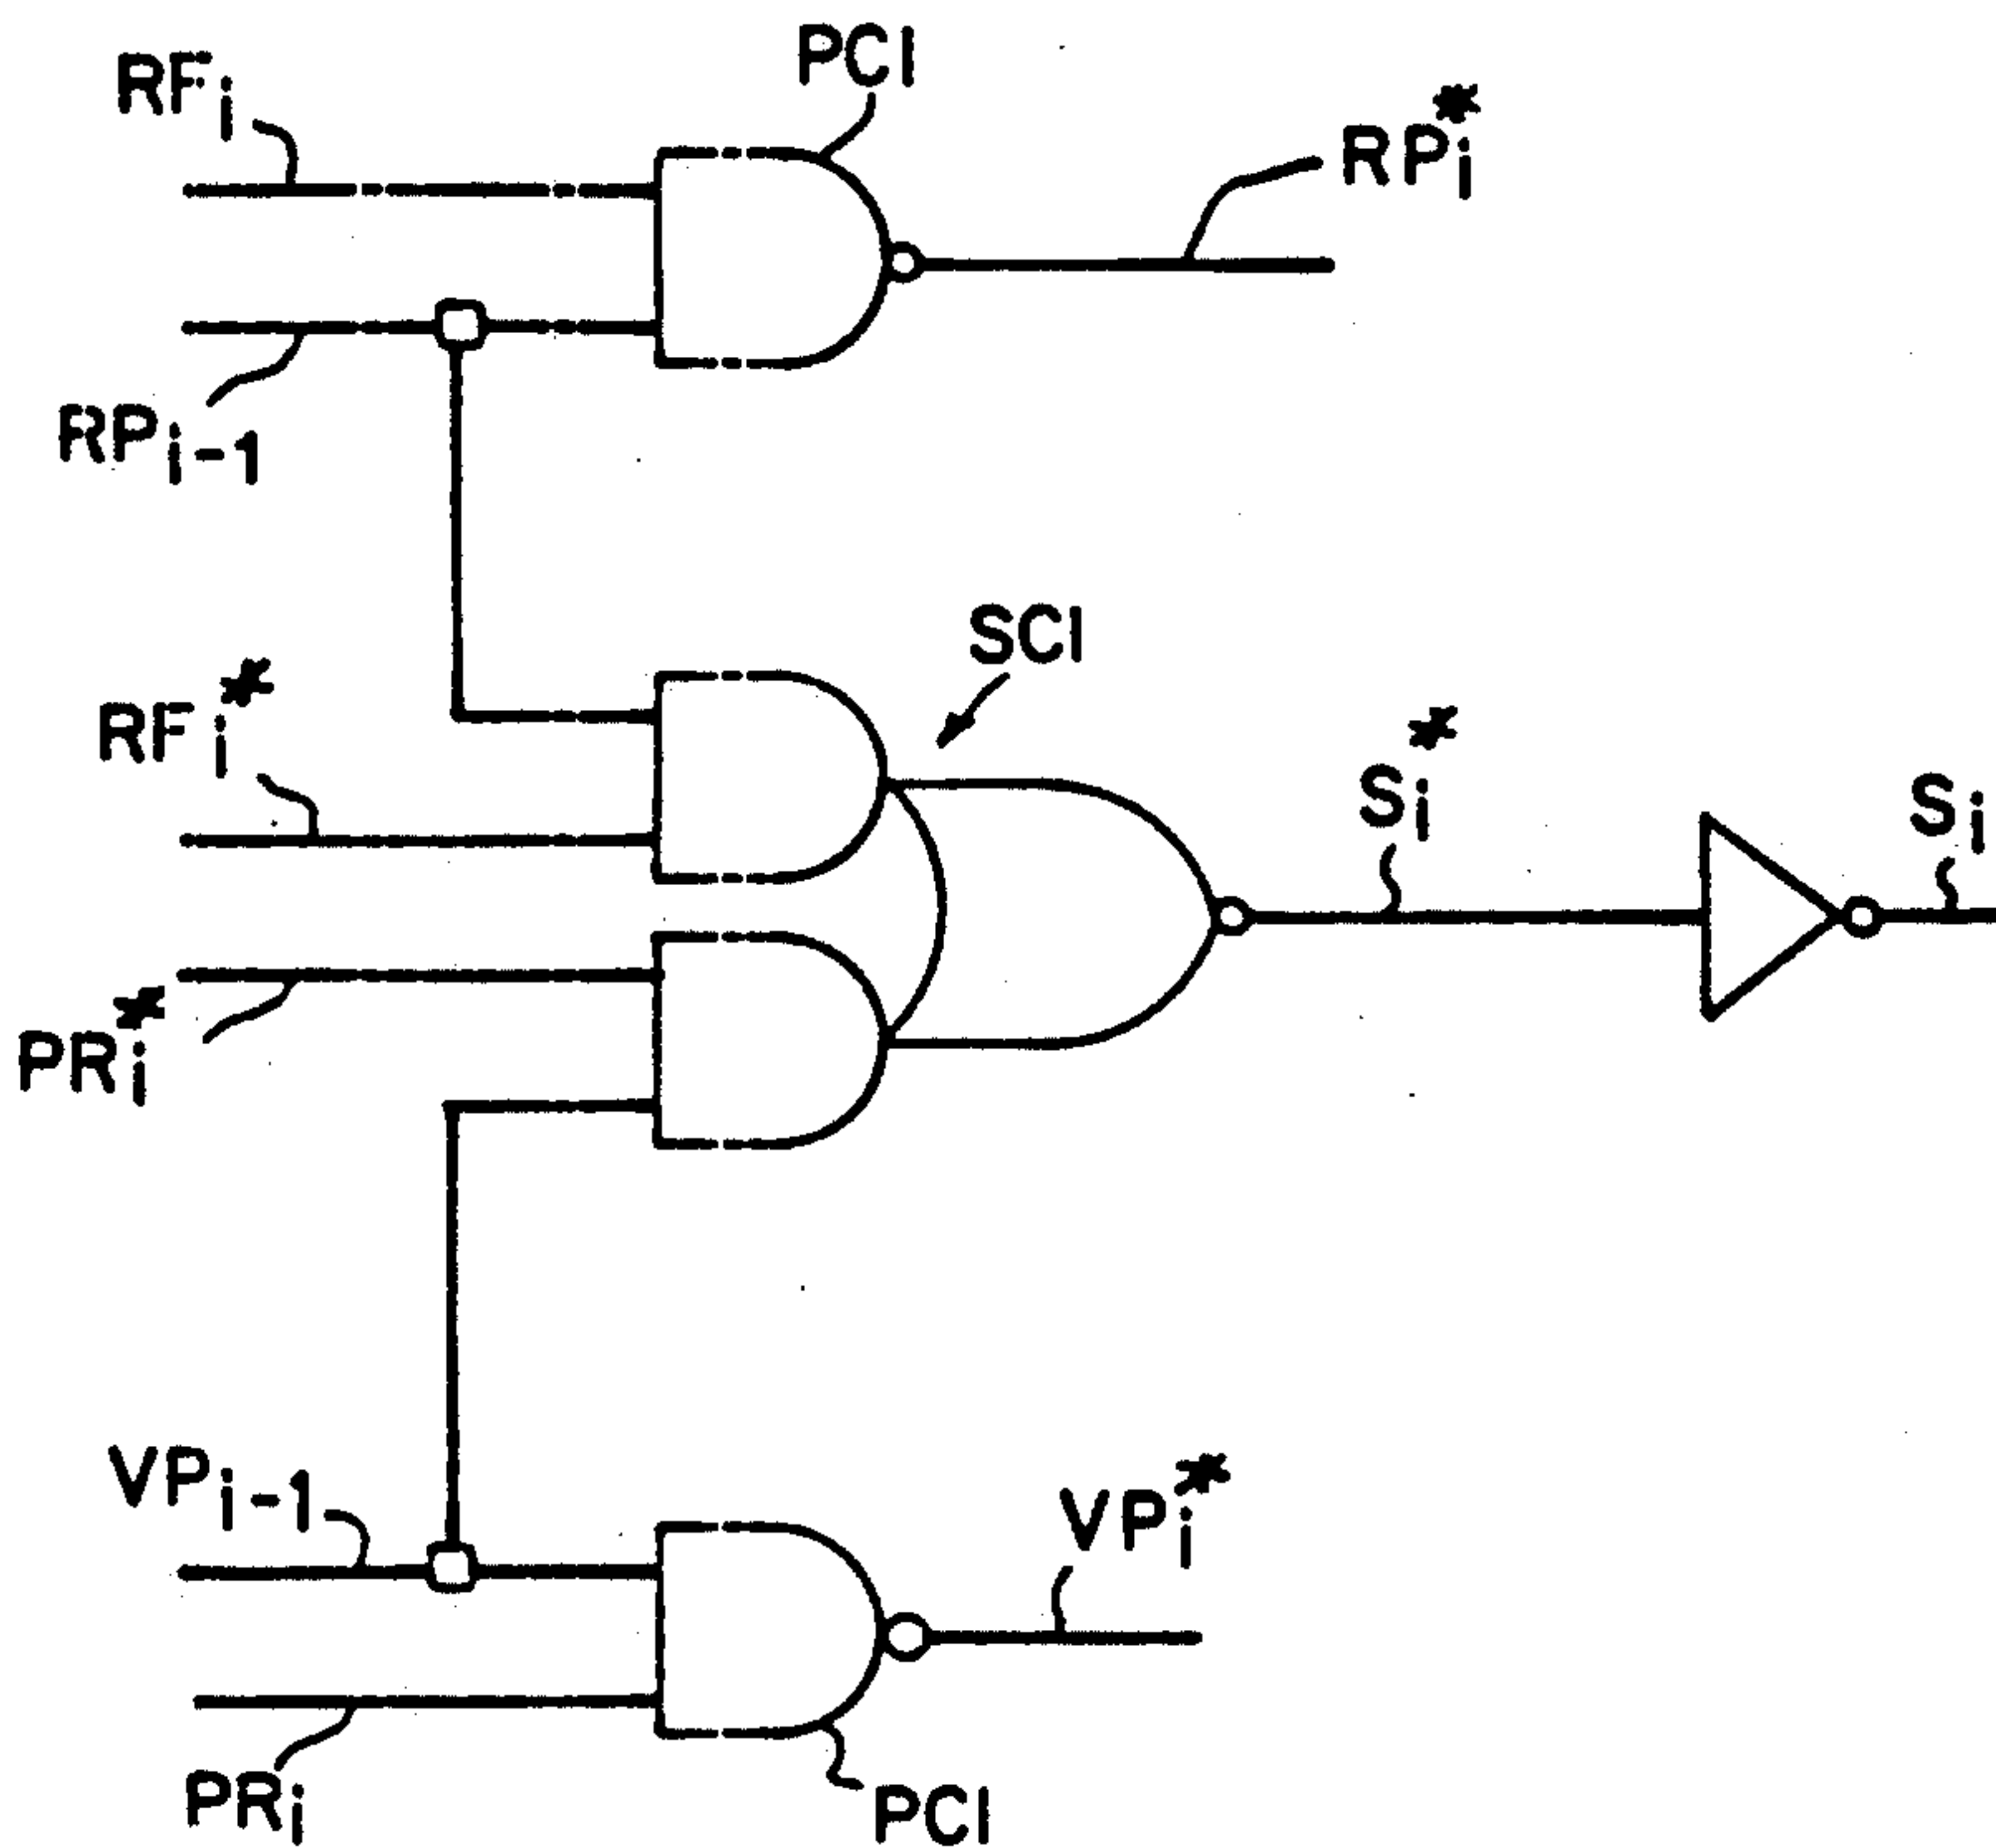 RFi
PCI
RPi*
RPi-1
SCI
RFi*
Si*
Si
PRi*
VPi-1
VPi*
PRi
PCI